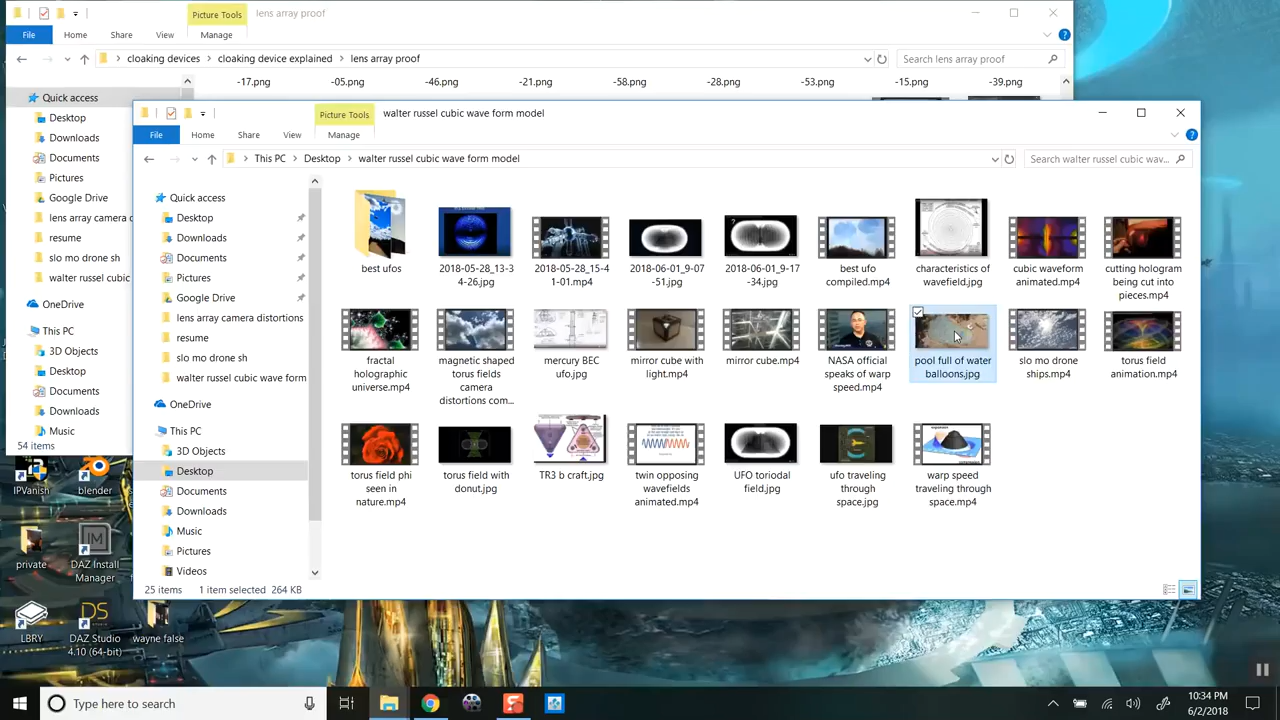 Picture Tools
lens array proof
File
Home
Share
View
Manage
cloaking devices
cloaking device explained
lens array proof
Search lens array proof
-17.png
-05.png
-46.png
-21.png
-58.png
-28.png
-53.png
-15.png
-39.png
Quick access
Desktop
Downloads
Documents
Pictures
Google Drive
lens array camera d
resume
slo mo drone sh
walter russel cubic
OneDrive
This PC
3D Objects
Desktop
Documents
Downloads
Music
54 items
Picture Tools
walter russel cubic wave form model
File
Home
Share
View
Manage
This PC
Desktop
walter russel cubic wave form model
Search walter russel cubic wav...
Quick access
Desktop
Downloads
Documents
Pictures
Google Drive
lens array camera distortions
resume
slo mo drone sh
walter russel cubic wave form
OneDrive
This PC
3D Objects
Desktop
Documents
Downloads
Music
Pictures
Videos
best ufos
2018-05-28_13-3
4-26.jpg
2018-05-28_15-4
1-01.mp4
2018-06-01_9-07
-51.jpg
2018-06-01_9-17
-34.jpg
best ufo
compiled.mp4
characteristics of
wavefield.jpg
cubic waveform
animated.mp4
cutting hologram
being cut into
pieces.mp4
fractal
holographic
universe.mp4
magnetic shaped
torus fields
camera
distortions com...
mercury BEC
ufo.jpg
mirror cube with
light.mp4
mirror cube.mp4
NASA official
speaks of warp
speed.mp4
pool full of water
balloons.jpg
slo mo drone
ships.mp4
torus field
animation.mp4
torus field phi
seen in
nature.mp4
torus field with
donut.jpg
TR3 b craft.jpg
twin opposing
wavefields
animated.mp4
UFO toriodal
field.jpg
ufo traveling
through
space.jpg
warp speed
traveling through
space.mp4
25 items
1 item selected 264 KB
IPVanish
blender
private
DAZ Install
Manager
LBRY
DAZ Studio
4.10 (64-bit)
wayne false
Type here to search
10:34 PM
6/2/2018